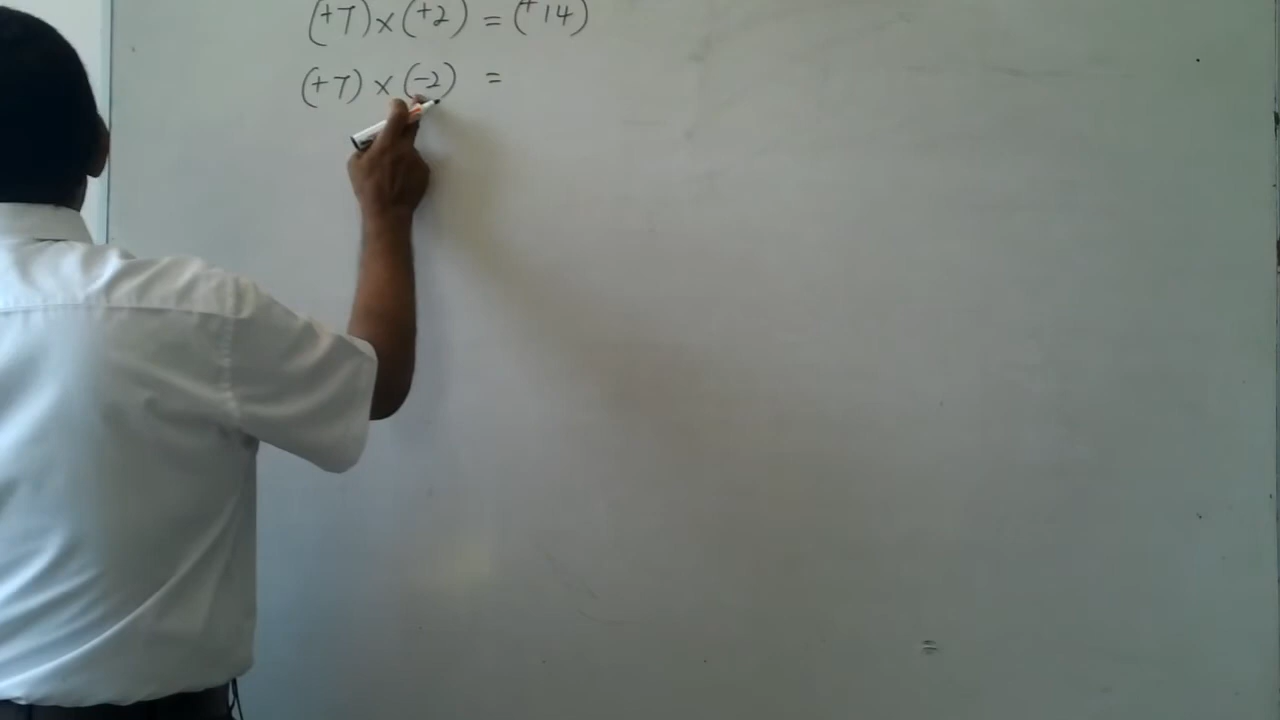 (+7)×(+2) = (+14)
(+7)×(-2) =